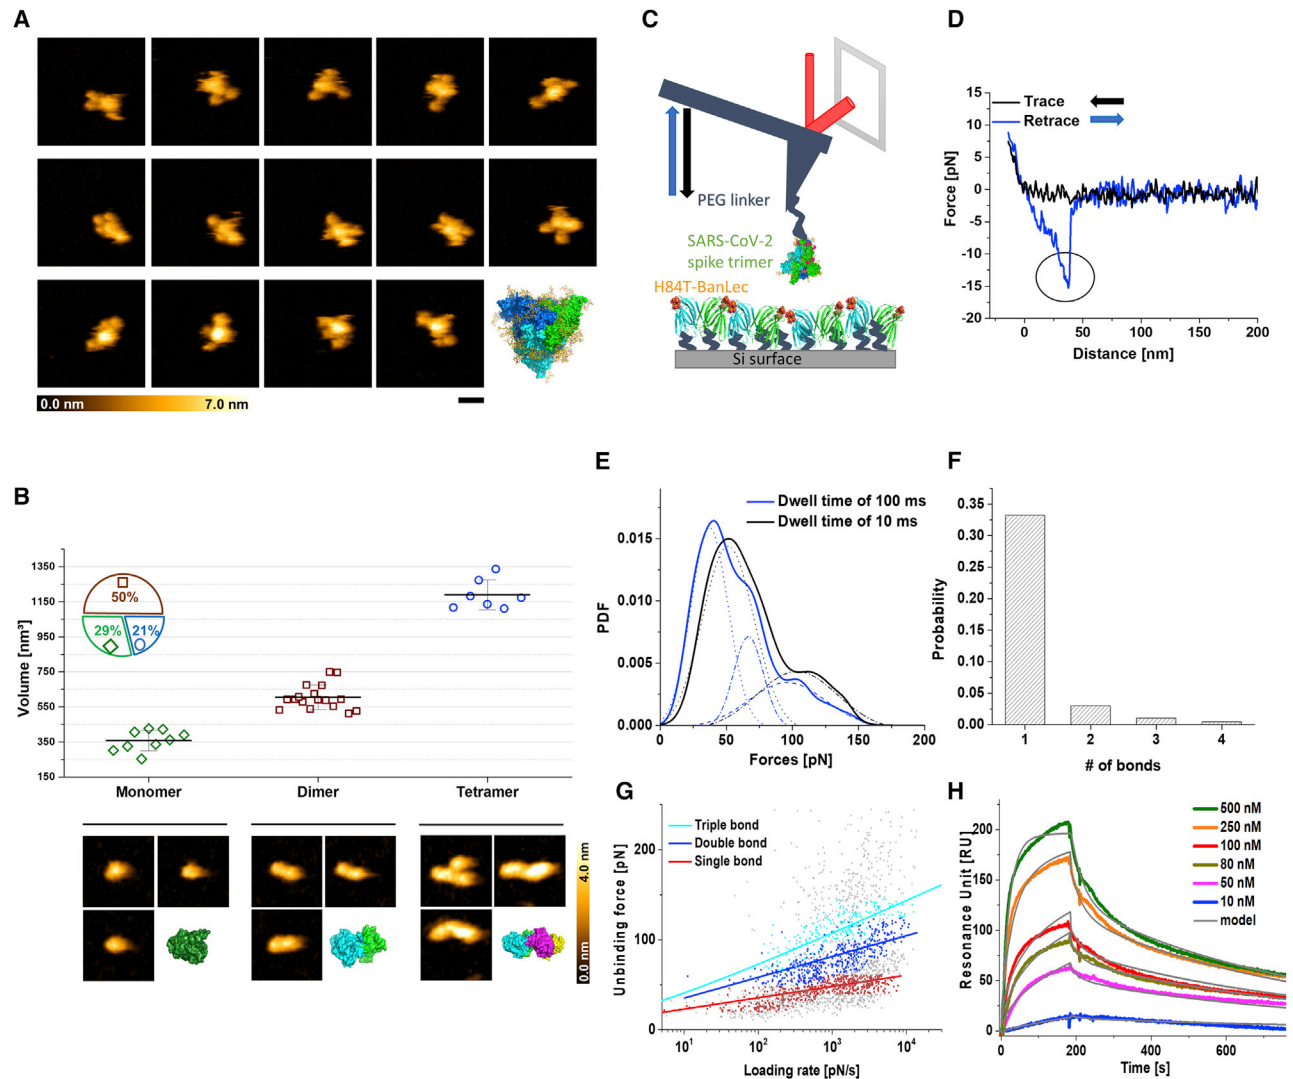 A
0.0 nm 7.0 nm
B
Volume [nm³]
1350
1150
950
750
550
350
150
50%
29%
21%
Monomer
Dimer
Tetramer
0.0 nm 4.0 nm
C
PEG linker
SARS-CoV-2
spike trimer
H84T-BanLec
Si surface
D
Force [pN]
15
10
5
0
-5
-10
-15
-20
Trace
Retrace
0 50 100 150 200
Distance [nm]
E
PDF
0.015
0.010
0.005
0.000
Dwell time of 100 ms
Dwell time of 10 ms
0 50 100 150 200
Forces [pN]
F
Probability
0.35
0.30
0.25
0.20
0.15
0.10
0.05
0.00
1 2 3 4
# of bonds
G
Unbinding force [pN]
200
100
0
Triple bond
Double bond
Single bond
10¹ 10² 10³ 10⁴
Loading rate [pN/s]
H
Resonance Unit [RU]
200
150
100
50
0
500 nM
250 nM
100 nM
80 nM
50 nM
10 nM
model
0 200 400 600
Time [s]